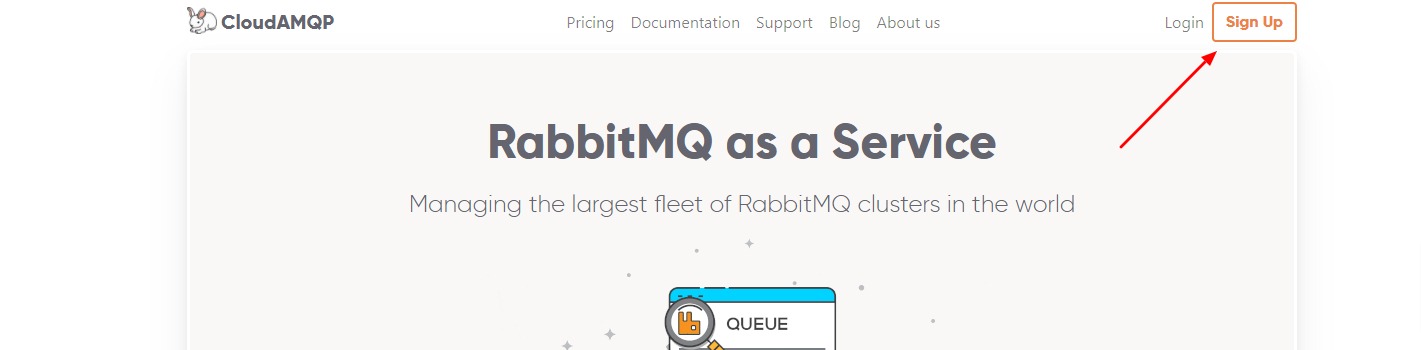 CloudAMQP Pricing Documentation Support Blog About us Login Sign Up
RabbitMQ as a Service
Managing the largest fleet of RabbitMQ clusters in the world
QUEUE